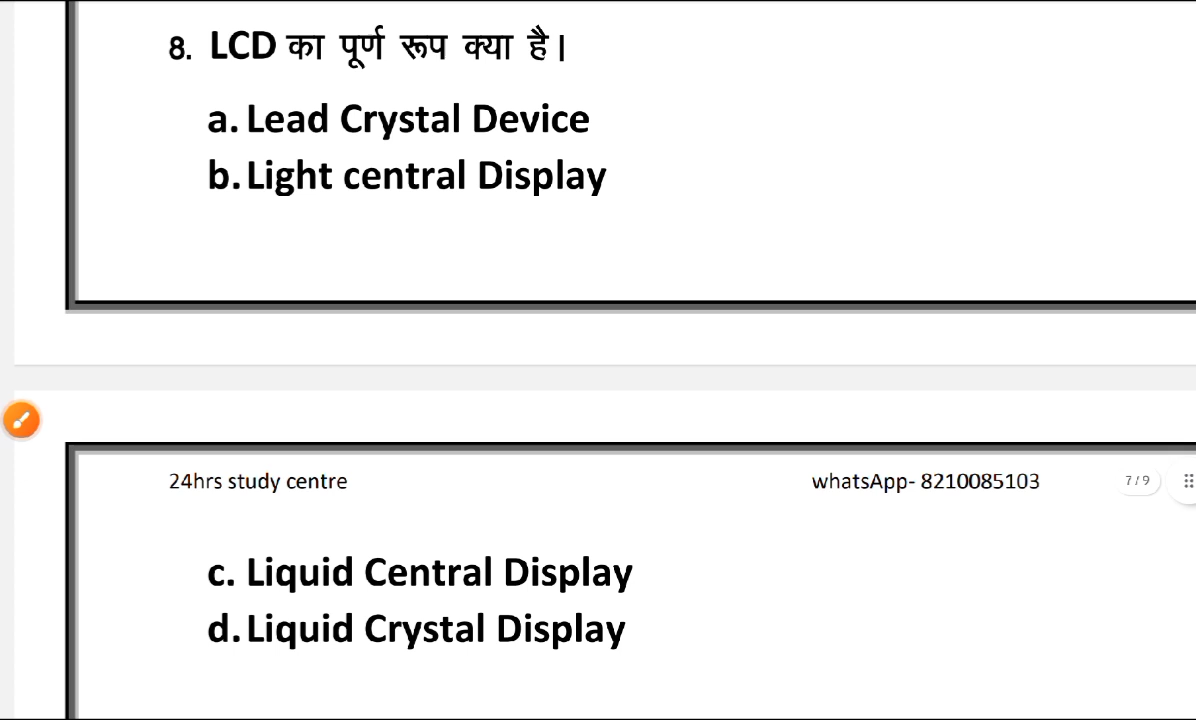 8. LCD का पूर्ण रूप क्या है।
a. Lead Crystal Device
b. Light central Display
24hrs study centre whatsApp- 8210085103 7/9
c. Liquid Central Display
d. Liquid Crystal Display